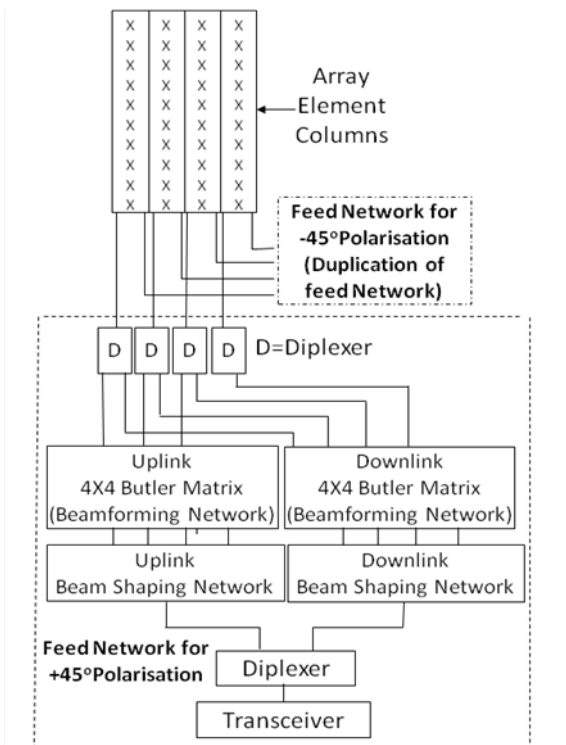 X X X X
X X X X
X X X X
X X X X
X X X X
X X X X
X X X X
X X X X
X X X X
X X X X
Array
Element
Columns
Feed Network for
-45°Polarisation
(Duplication of
feed Network)
D D D D D=Diplexer
Uplink
4X4 Butler Matrix
(Beamforming Network)
Downlink
4X4 Butler Matrix
(Beamforming Network)
Uplink
Beam Shaping Network
Downlink
Beam Shaping Network
Feed Network for
+45°Polarisation
Diplexer
Transceiver